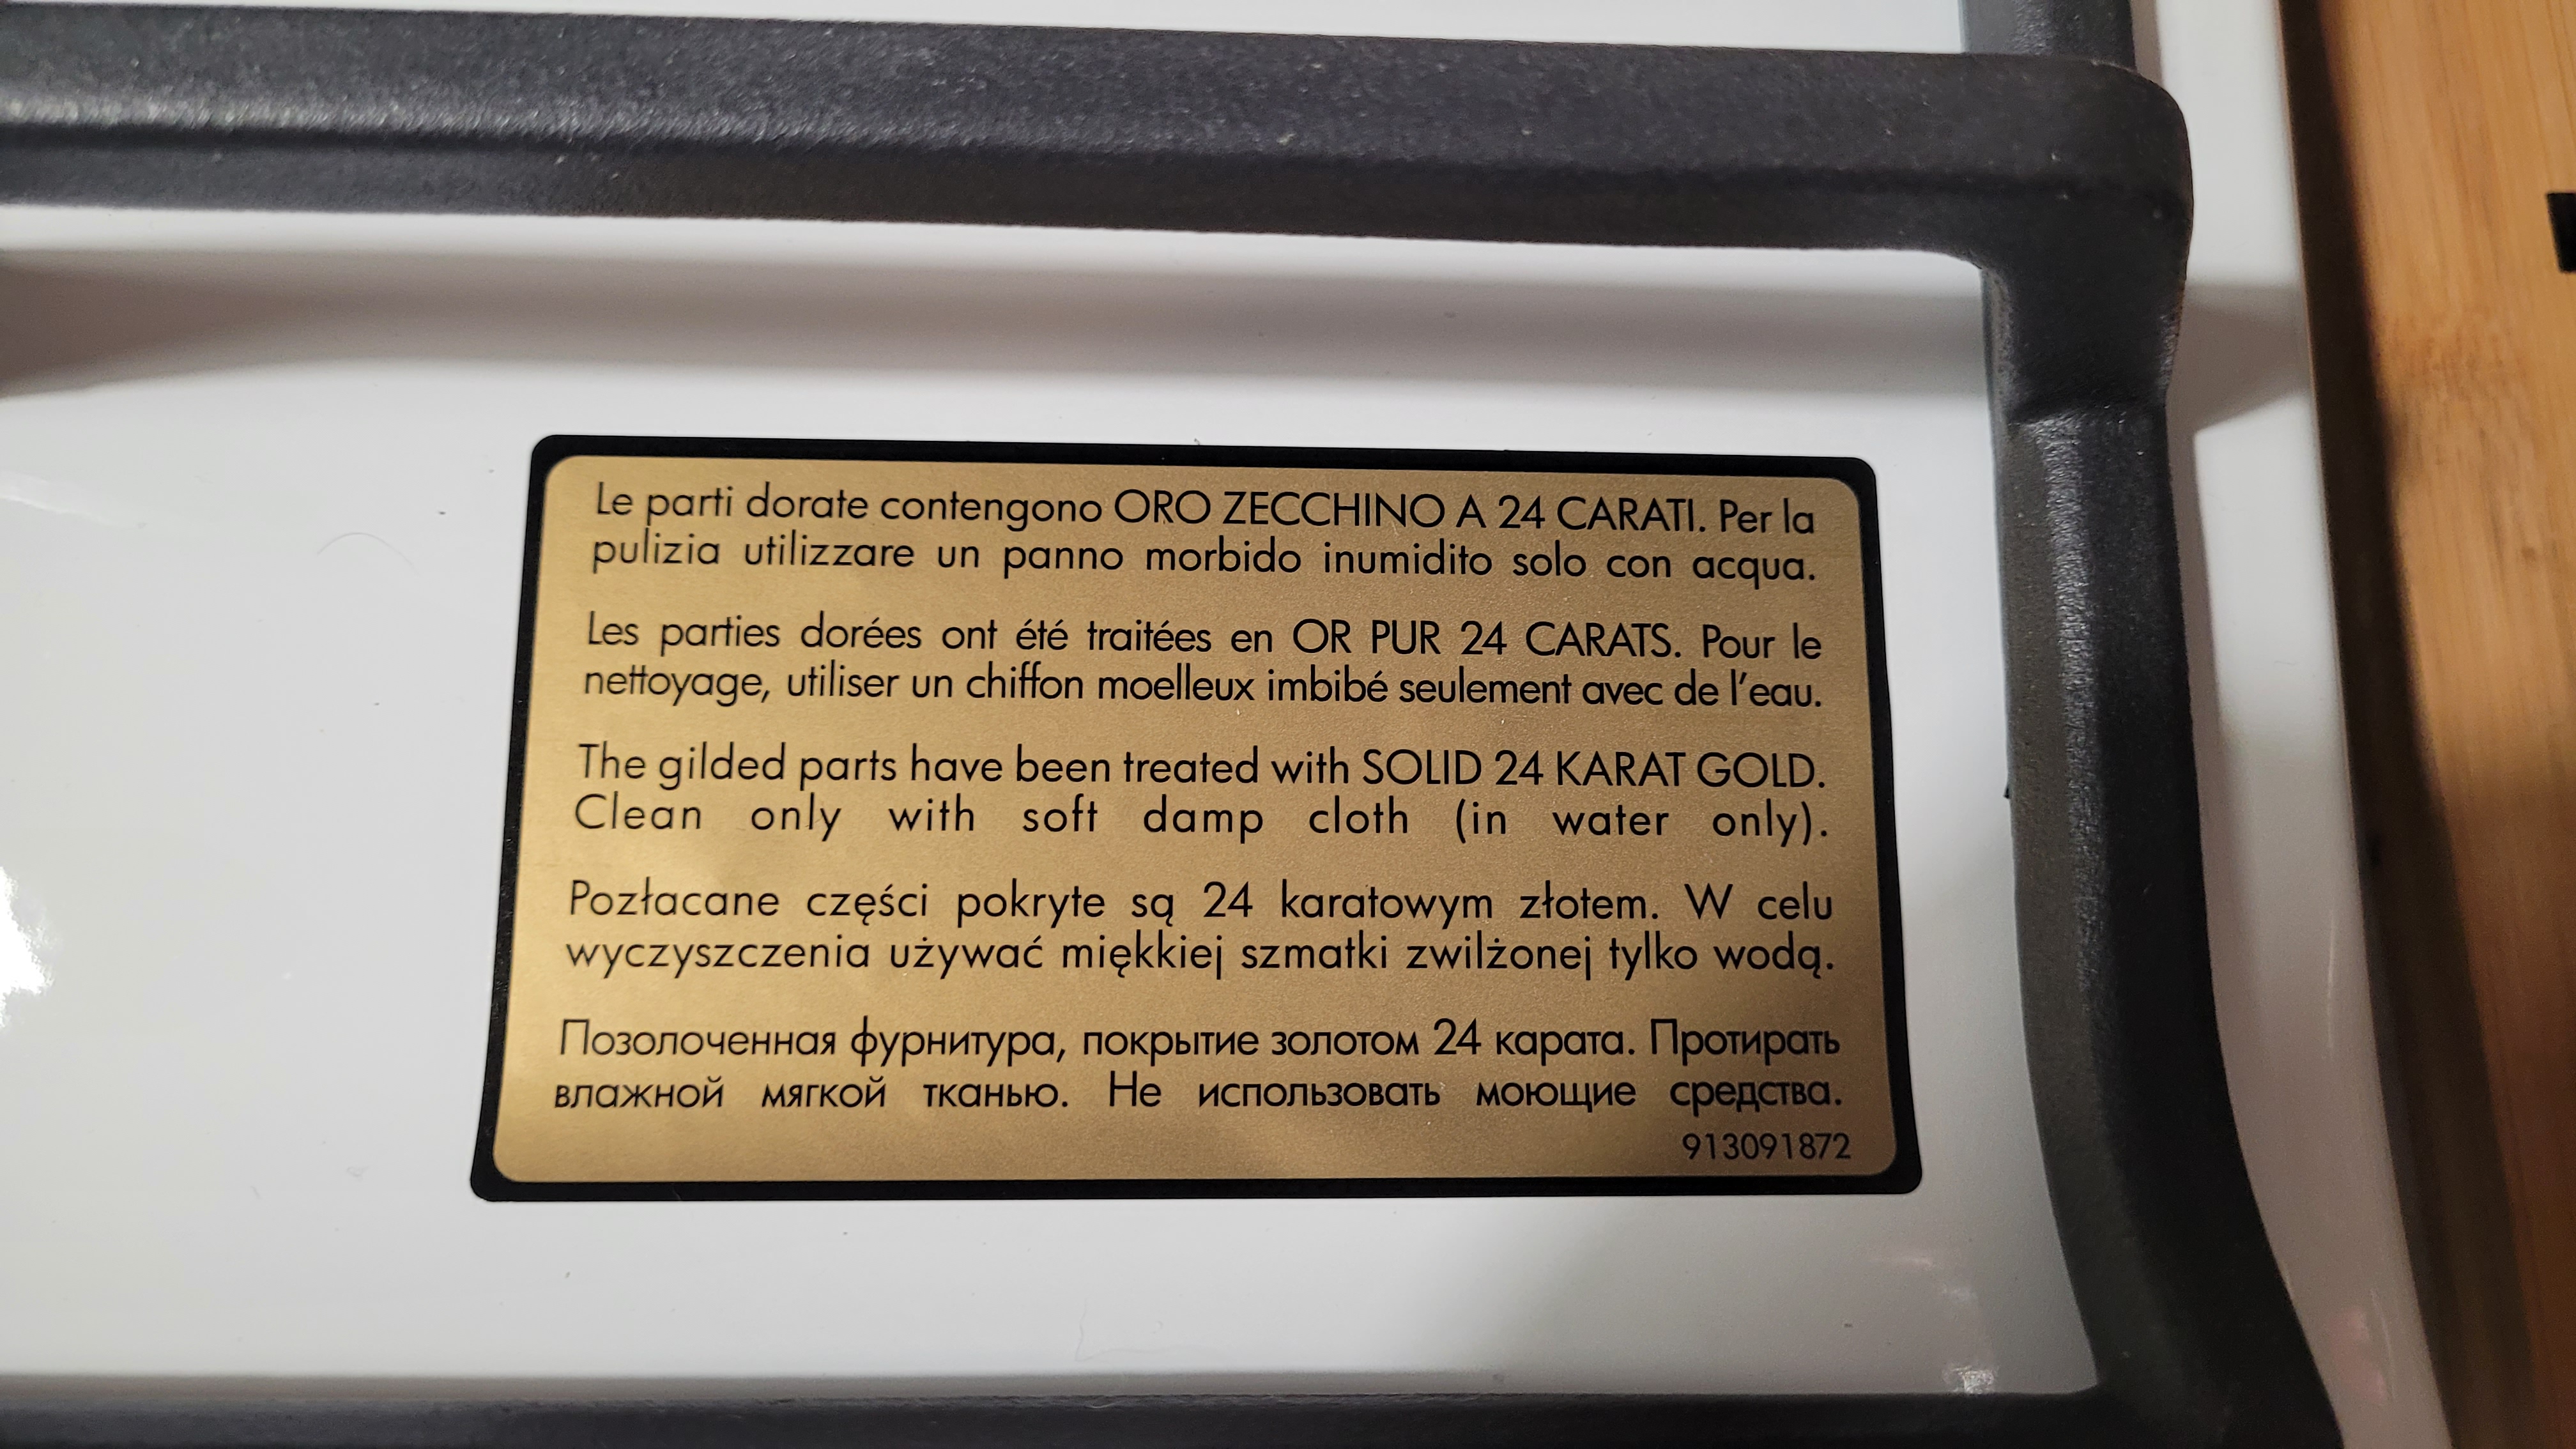 Le parti dorate contengono ORO ZECCHINO A 24 CARATI. Per la
pulizia utilizzare un panno morbido inumidito solo con acqua.
Les parties dorées ont été traitées en OR PUR 24 CARATS. Pour le
nettoyage, utiliser un chiffon moelleux imbibé seulement avec de l'eau.
The gilded parts have been treated with SOLID 24 KARAT GOLD.
Clean only with soft damp cloth (in water only).
Pozłacane części pokryte są 24 karatowym złotem. W celu
wyczyszczenia używać miękkiej szmatki zwilżonej tylko wodą.
Позолоченная фурнитура, покрытие золотом 24 карата. Протирать
влажной мягкой тканью. Не использовать моющие средства.
913091872